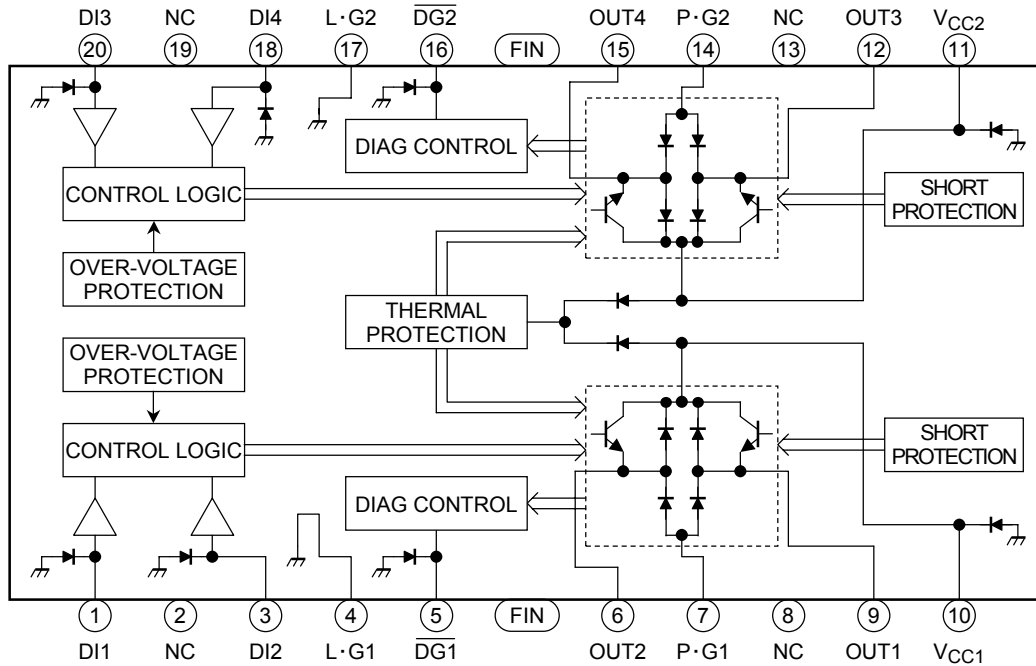 DI3 NC DI4 L·G2 DG2 OUT4 P·G2 NC OUT3 VCC2
20 19 18 17 16 FIN 15 14 13 12 11
DIAG CONTROL
CONTROL LOGIC
SHORT
PROTECTION
OVER-VOLTAGE
PROTECTION
THERMAL
PROTECTION
OVER-VOLTAGE
PROTECTION
CONTROL LOGIC
SHORT
PROTECTION
DIAG CONTROL
1 2 3 4 5 FIN 6 7 8 9 10
DI1 NC DI2 L·G1 DG1 OUT2 P·G1 NC OUT1 VCC1